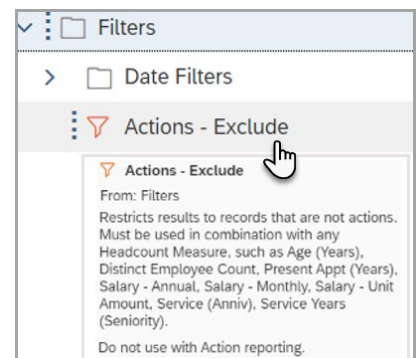 Filters
Date Filters
Actions - Exclude
Actions - Exclude
From: Filters
Restricts results to records that are not actions.
Must be used in combination with any
Headcount Measure, such as Age (Years),
Distinct Employee Count, Present Appt (Years),
Salary - Annual, Salary - Monthly, Salary - Unit
Amount, Service (Anniv), Service Years
(Seniority).
Do not use with Action reporting.